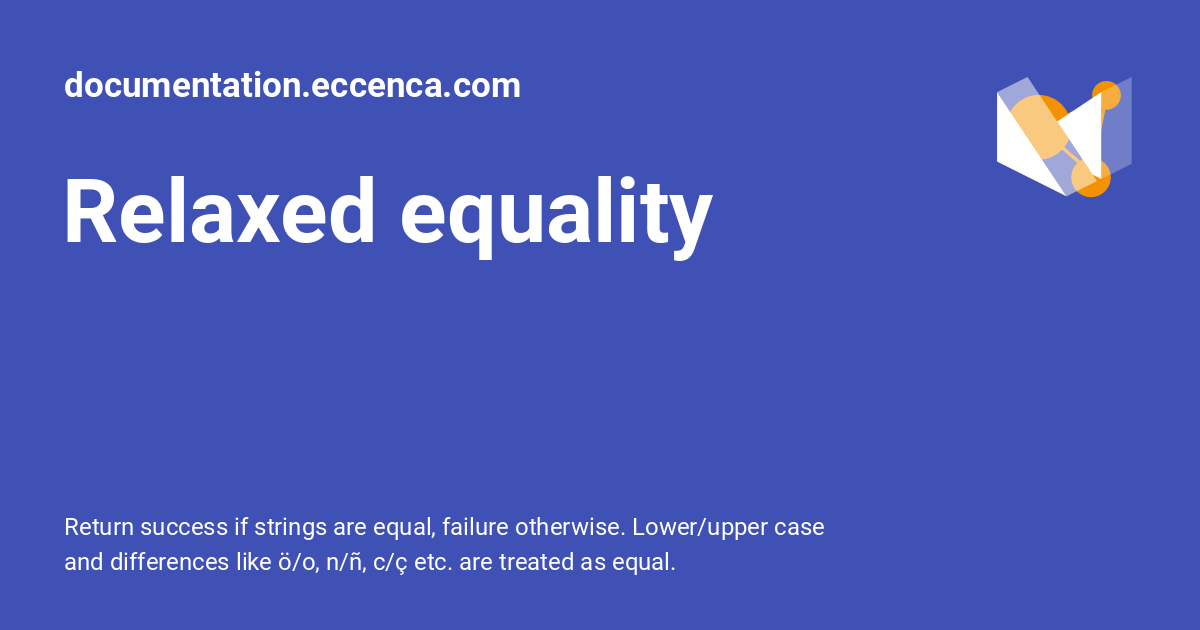 documentation.eccenca.com
Relaxed equality
Return success if strings are equal, failure otherwise. Lower/upper case
and differences like ö/o, n/ñ, c/ç etc. are treated as equal.